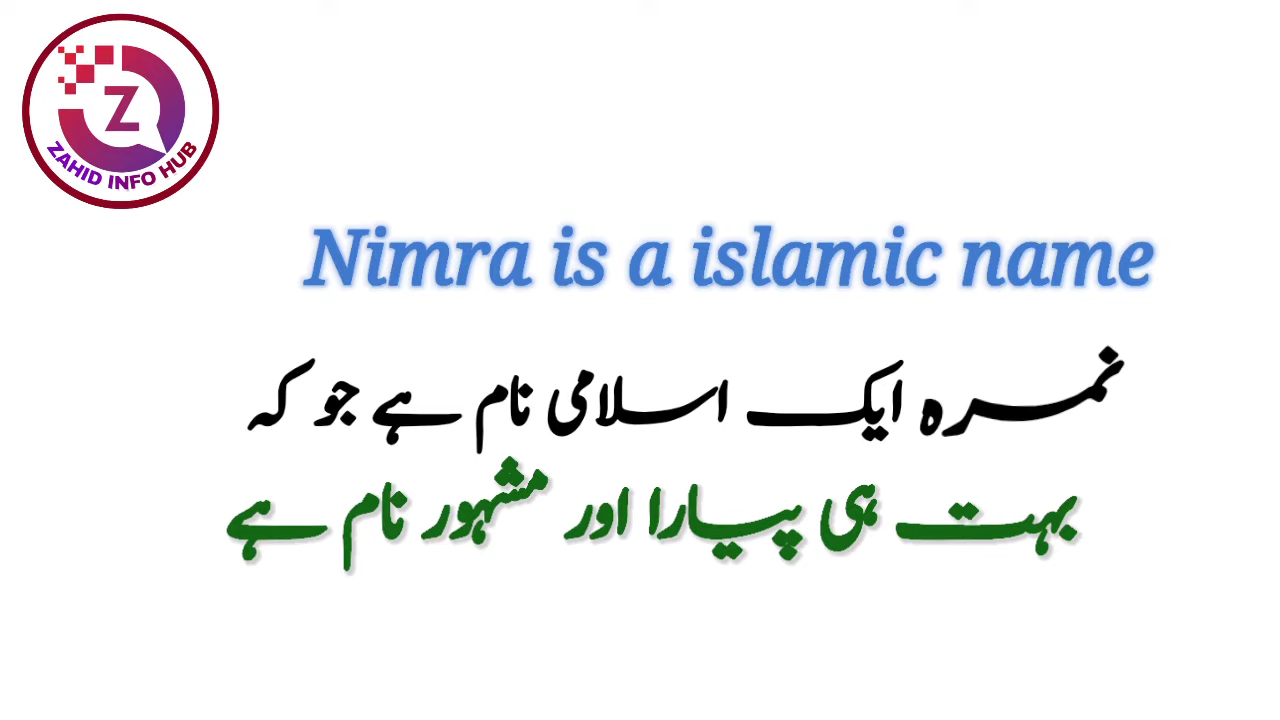 Z
ZAHID INFO HUB
Nimra is a islamic name
نمرہ ایک اسلامی نام ہے جو کہ
بہت ہی پیارا اور مشہور نام ہے